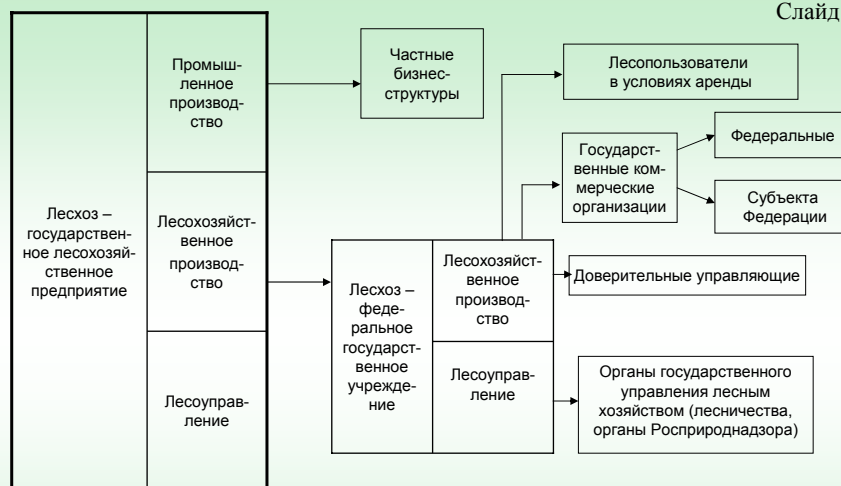 Слайд
Промыш-
ленное
производ-
ство
Частные
бизнес-
структуры
Лесопользователи
в условиях аренды
Государст-
венные ком-
мерческие
организации
Федеральные
Субъекта
Федерации
Лесхоз –
государствен-
ное лесохозяй-
ственное
предприятие
Лесохозяйст-
венное
производ-
ство
Лесхоз –
феде-
ральное
государст-
венное
учрежде-
ние
Лесохозяйст-
венное
производ-
ство
Доверительные управляющие
Лесоуправ-
ление
Лесоуправ-
ление
Органы государственного
управления лесным
хозяйством (лесничества,
органы Росприроднадзора)